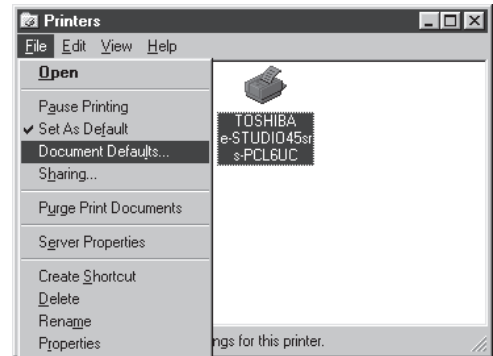 Printers
File Edit View Help
Open
Pause Printing
Set As Default
Document Defaults...
Sharing...
Purge Print Documents
Server Properties
Create Shortcut
Delete
Rename
Properties
TOSHIBA
e-STUDIO45sr
s-PCL6UC
ngs for this printer.